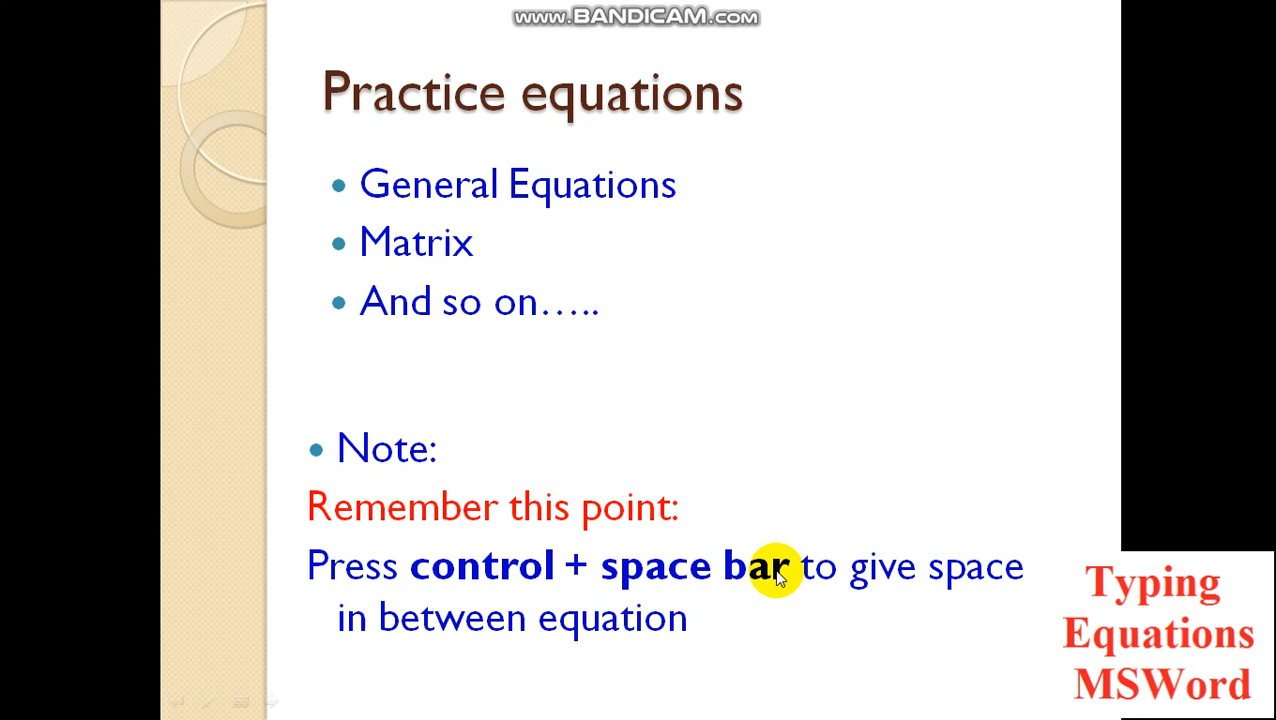 www.BANDICAM.com
Practice equations
General Equations
Matrix
And so on…..
Note:
Remember this point:
Press control + space bar to give space
in between equation
Typing
Equations
MSWord